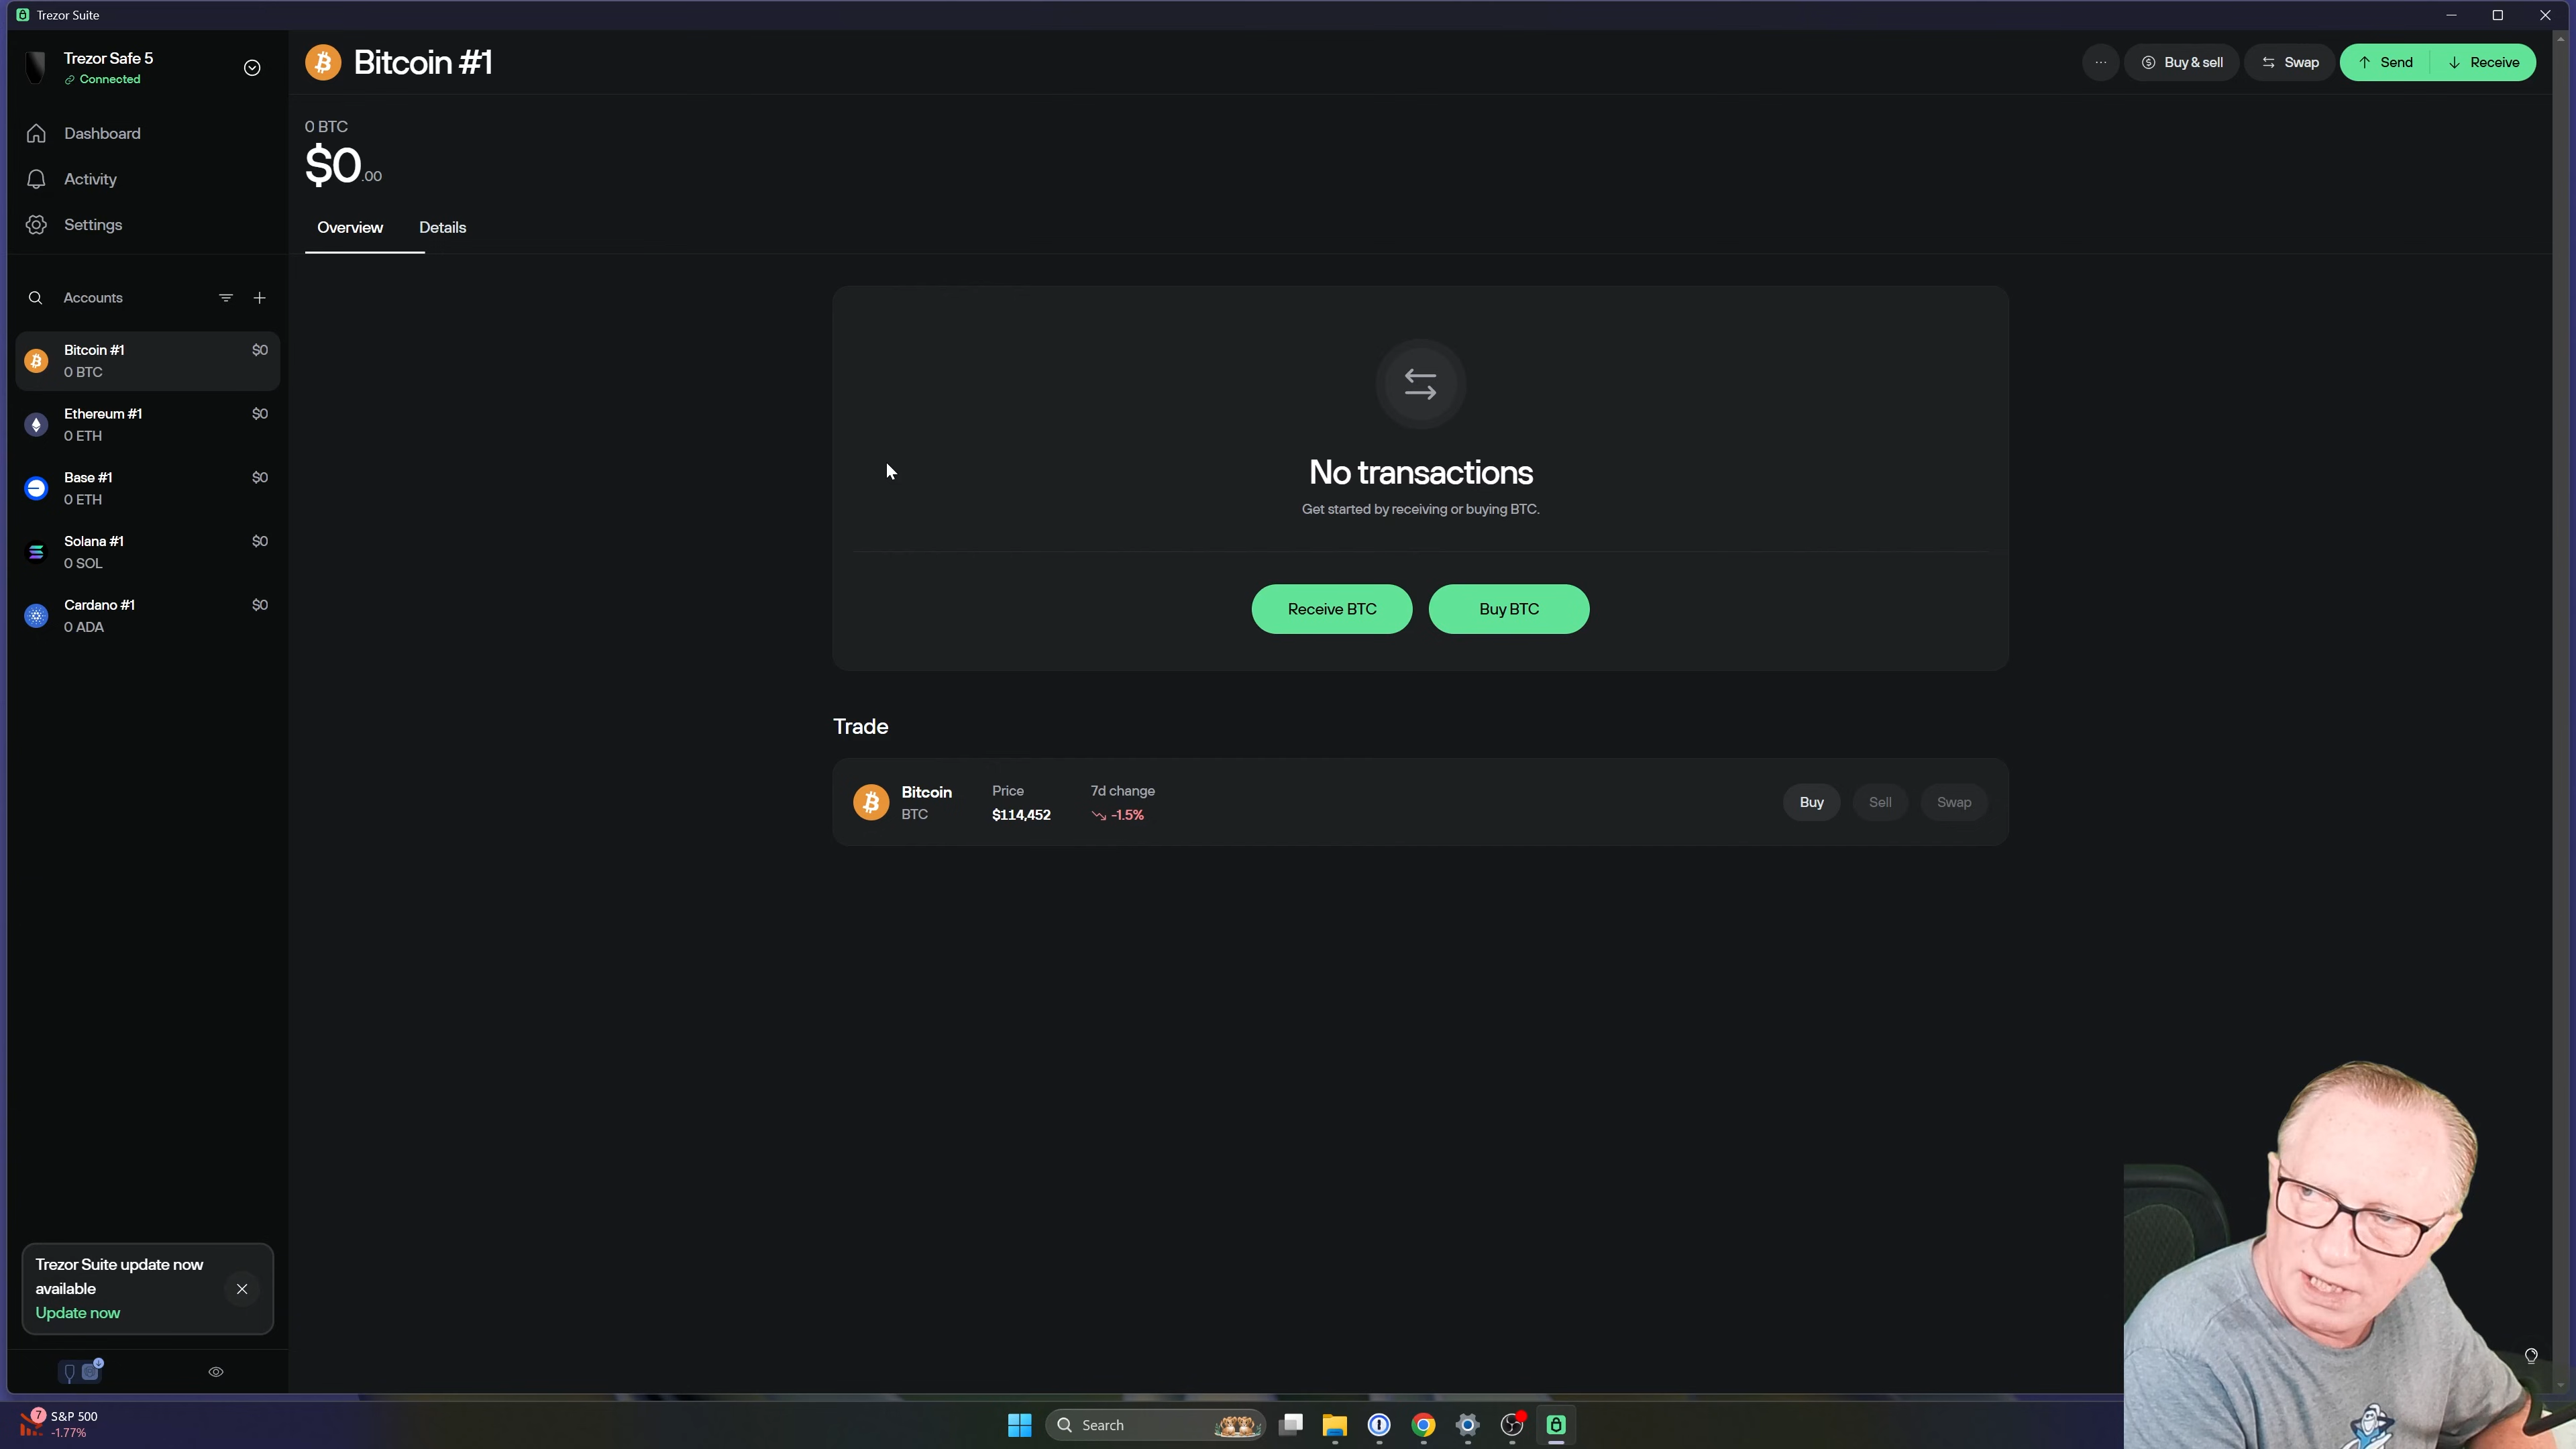 Trezor Suite
Trezor Safe 5
Connected
Dashboard
Activity
Settings
Accounts
Bitcoin #1 $0
0 BTC
Ethereum #1 $0
0 ETH
Base #1 $0
0 ETH
Solana #1 $0
0 SOL
Cardano #1 $0
0 ADA
Trezor Suite update now
available
Update now
Bitcoin #1
... Buy & sell Swap Send Receive
0 BTC
$0.00
Overview Details
No transactions
Get started by receiving or buying BTC.
Receive BTC Buy BTC
Trade
Bitcoin Price 7d change
BTC $114,452 -1.5%
Buy Sell Swap
7 S&P 500
-1.77%
Search